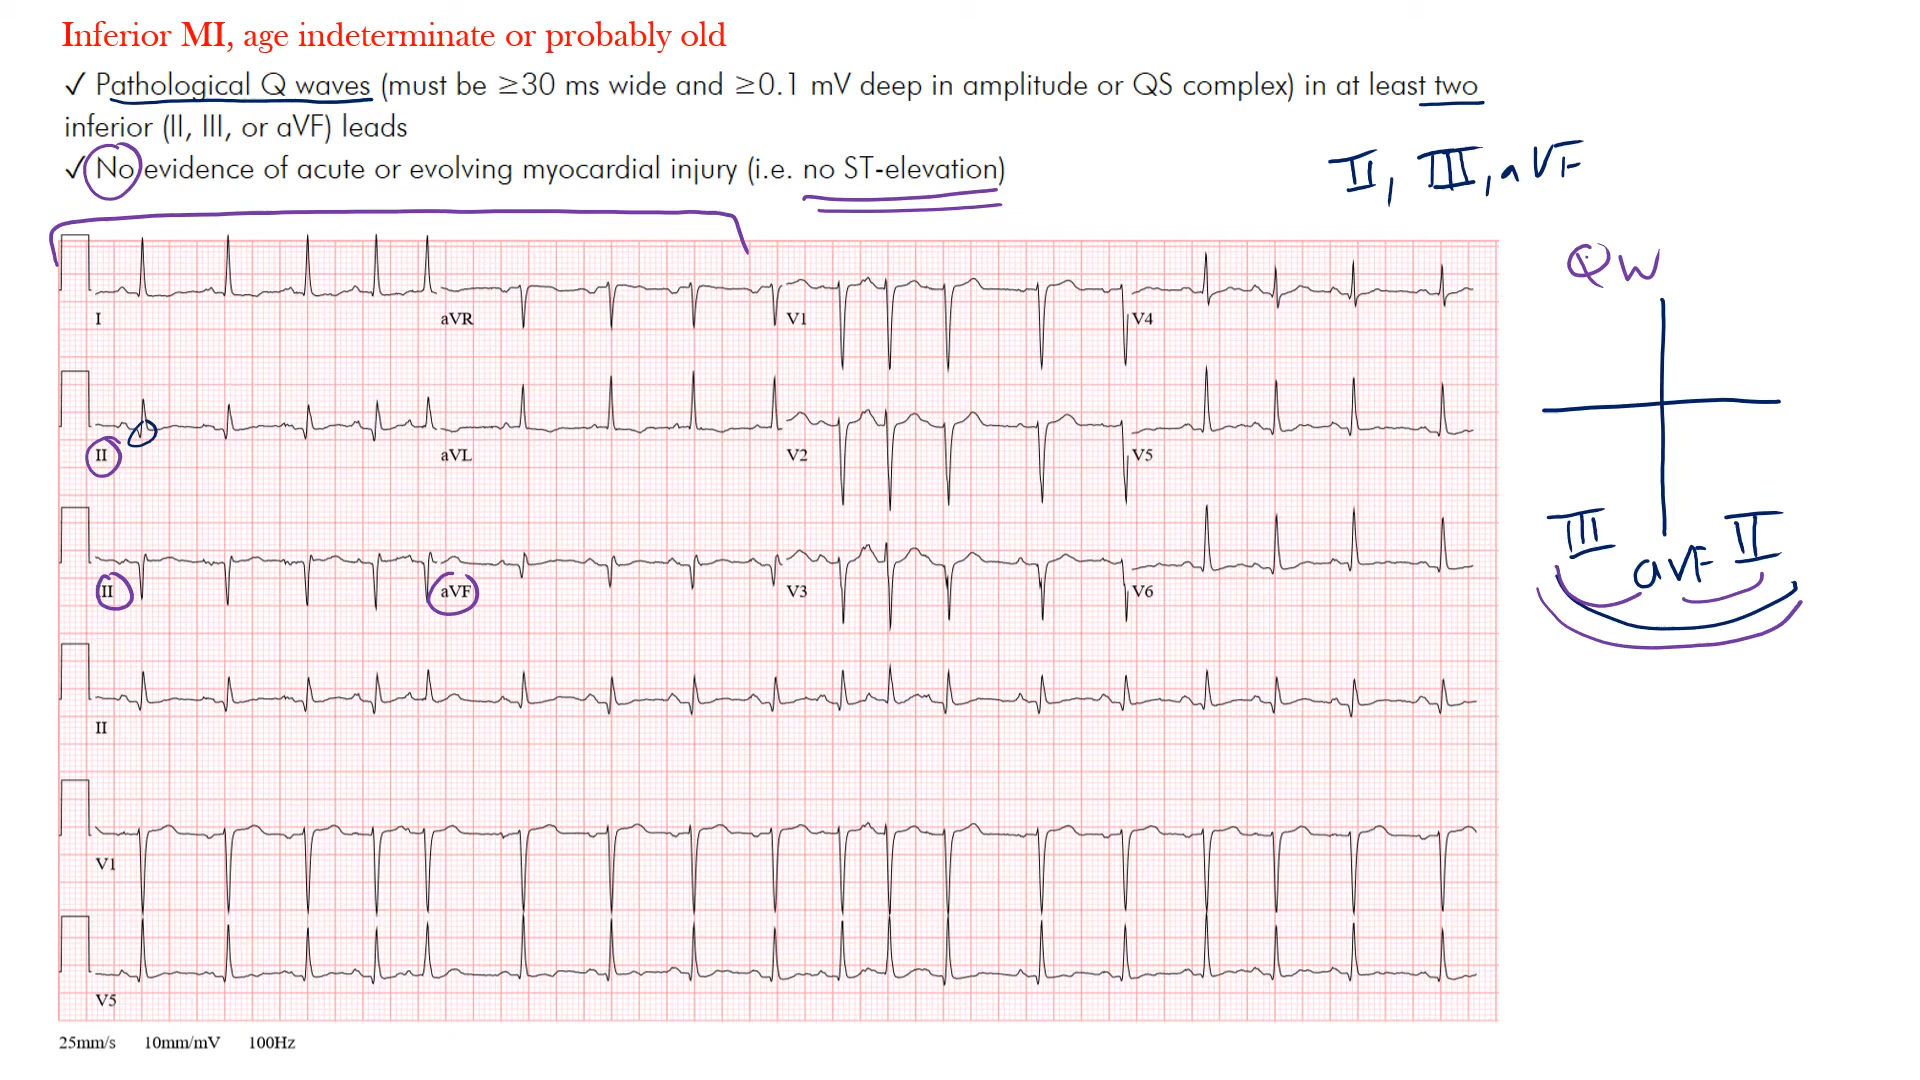 Inferior MI, age indeterminate or probably old
✓ Pathological Q waves (must be ≥30 ms wide and ≥0.1 mV deep in amplitude or QS complex) in at least two
inferior (II, III, or aVF) leads
✓ No evidence of acute or evolving myocardial injury (i.e. no ST-elevation)
II, III, aVF
QW
I aVR V1 V4
II aVL V2 V5
II aVF V3 V6
III aVF II
II
V1
V5
25mm/s 10mm/mV 100Hz